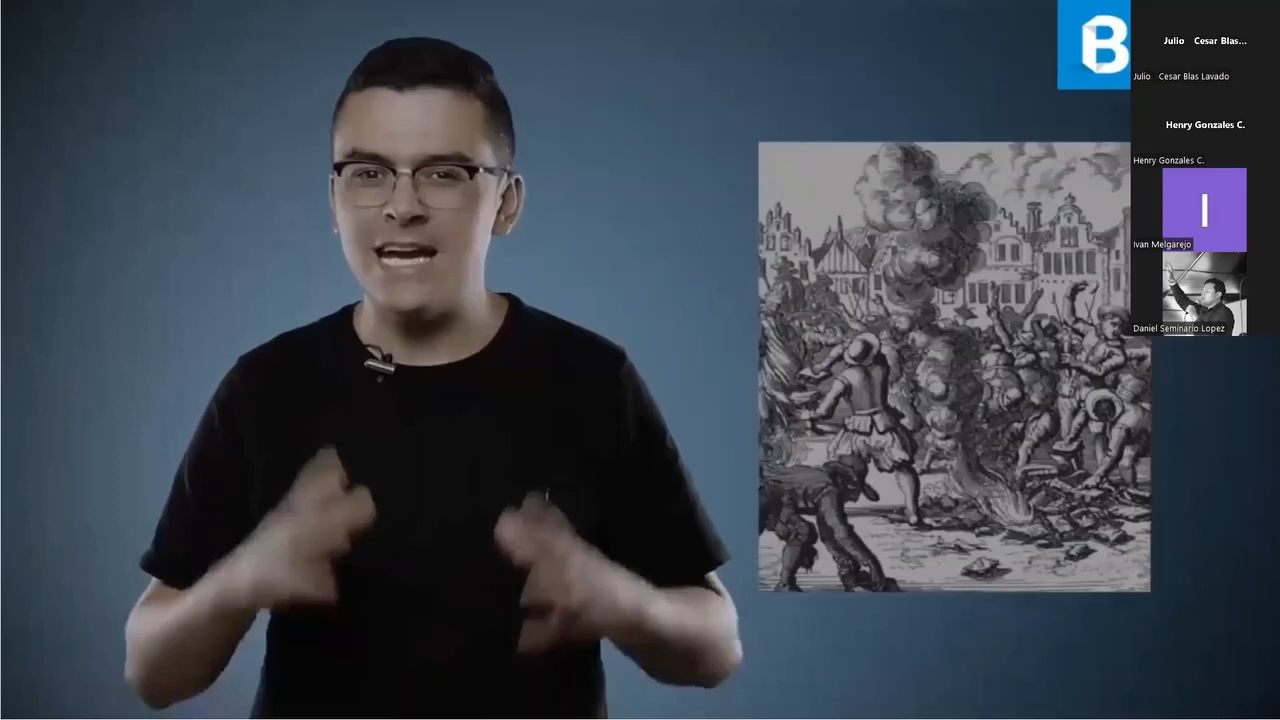 B
Julio Cesar Blas...
Julio Cesar Blas Lavado
Henry Gonzales C.
Henry Gonzales C.
I
Ivan Melgarejo
Daniel Seminario Lopez